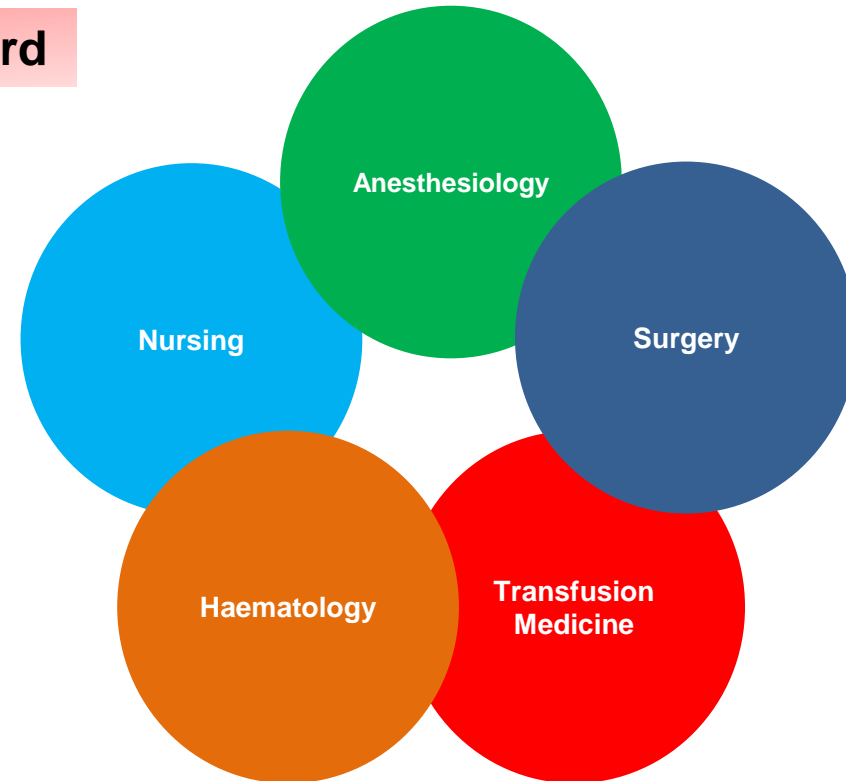 rd
Anesthesiology
Nursing
Surgery
Haematology
Transfusion
Medicine